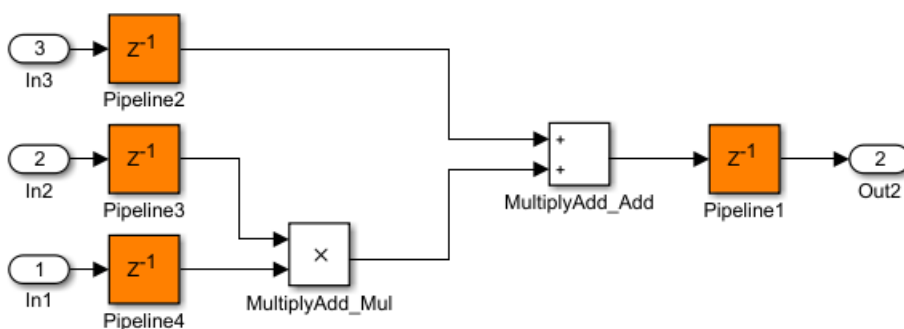 3
In3
Z-1
Pipeline2
2
In2
Z-1
Pipeline3
1
In1
Z-1
Pipeline4
×
MultiplyAdd_Mul
+
+
MultiplyAdd_Add
Z-1
Pipeline1
2
Out2